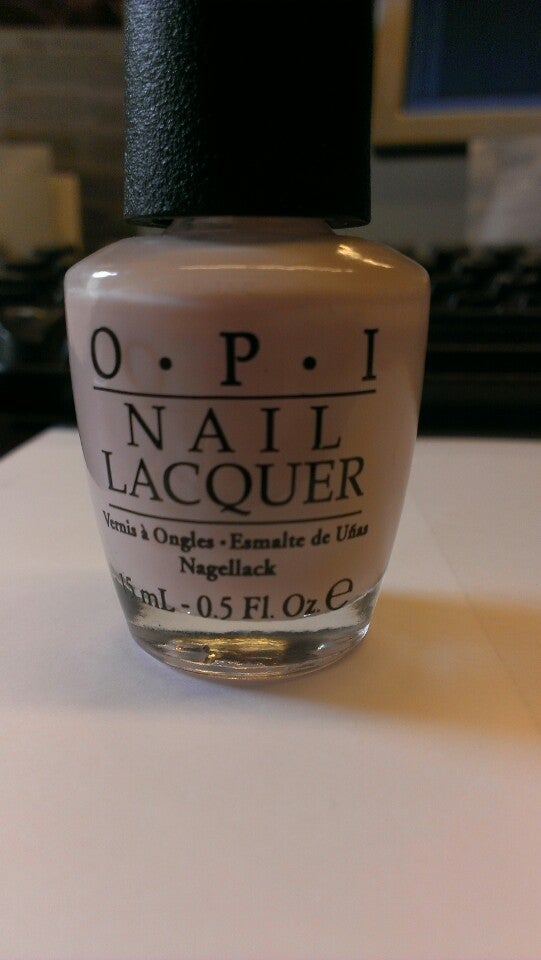 O • P • I
NAIL
LACQUER
Vernis à Ongles • Esmalte de Uñas
Nagellack
15 mL - 0.5 Fl. Oz. ℮